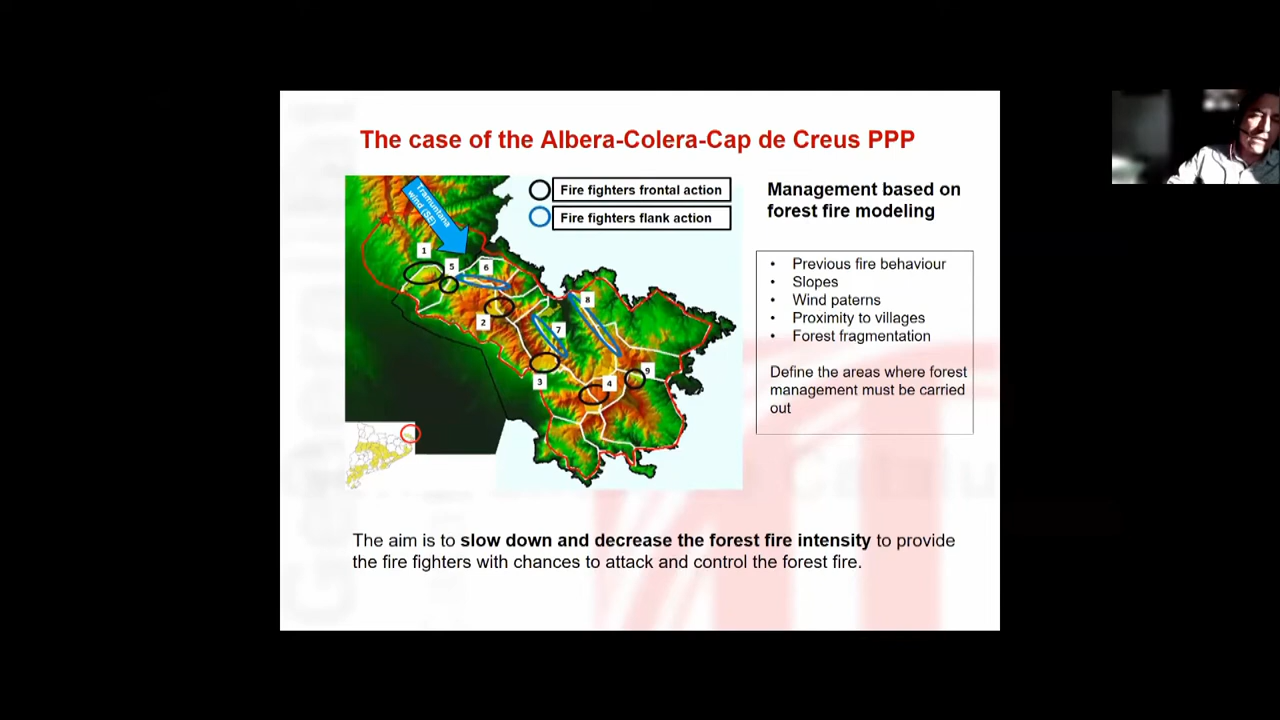 The case of the Albera-Colera-Cap de Creus PPP
Tramuntana
wind (SE)
Fire fighters frontal action
Fire fighters flank action
1
5
6
2
8
7
3
4
9
Management based on
forest fire modeling
• Previous fire behaviour
• Slopes
• Wind paterns
• Proximity to villages
• Forest fragmentation
Define the areas where forest
management must be carried
out
The aim is to slow down and decrease the forest fire intensity to provide
the fire fighters with chances to attack and control the forest fire.